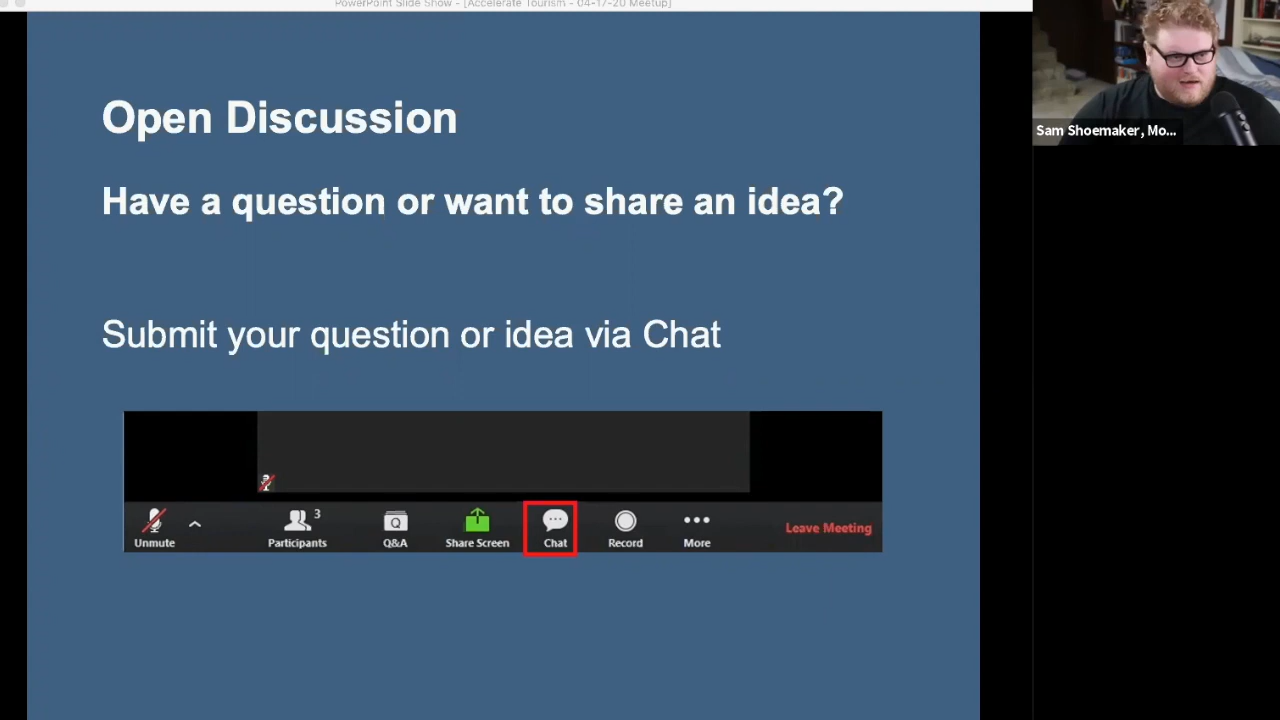 PowerPoint Slide Show - [Accelerate Tourism - 04-17-20 Meetup]
Sam Shoemaker, Mo...
Open Discussion
Have a question or want to share an idea?
Submit your question or idea via Chat
3
Unmute Participants Q&A Share Screen Chat Record More Leave Meeting